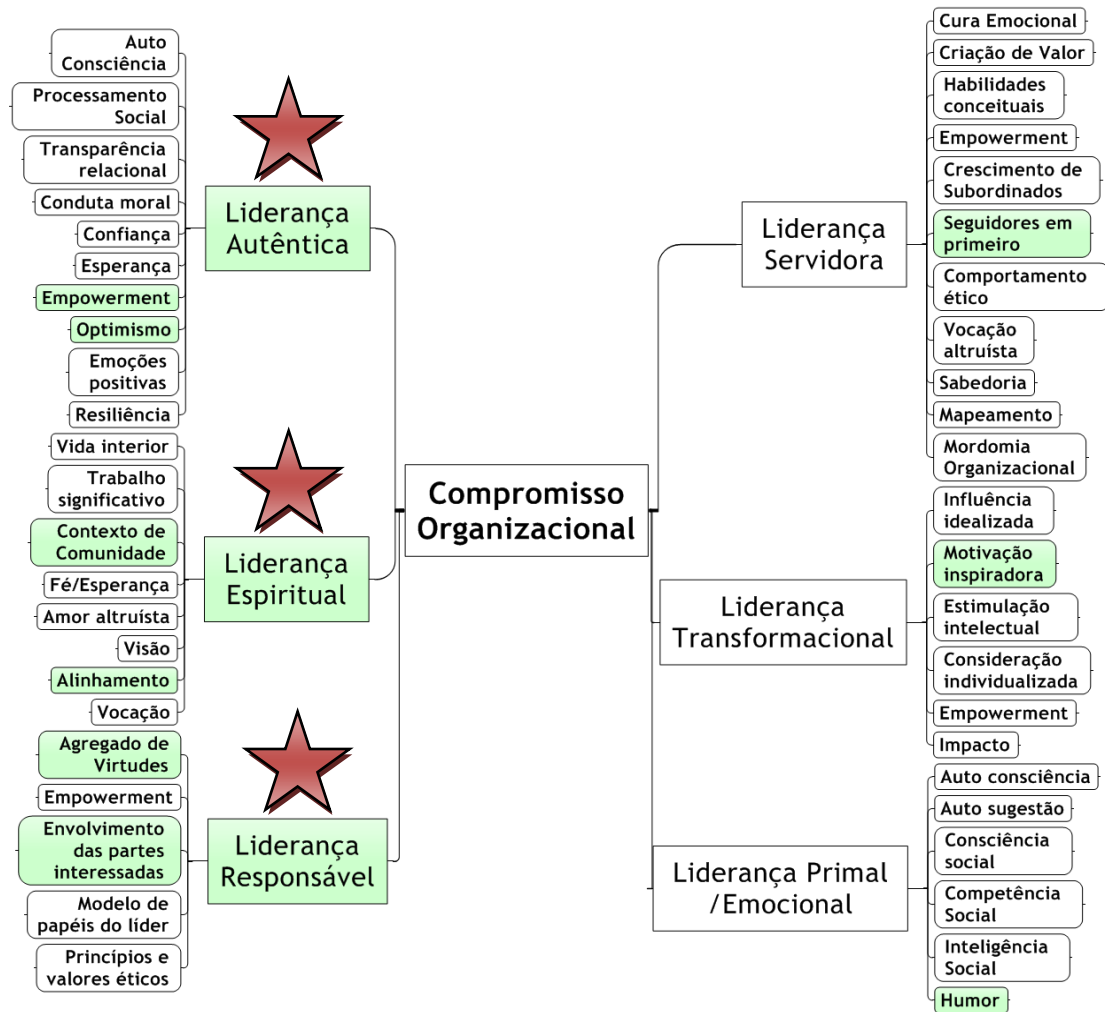 Auto
Consciência
Processamento
Social
Transparência
relacional
Conduta moral
Confiança
Esperança
Empowerment
Optimismo
Emoções
positivas
Resiliência
Liderança
Autêntica
Vida interior
Trabalho
significativo
Contexto de
Comunidade
Fé/Esperança
Amor altruísta
Visão
Alinhamento
Vocação
Liderança
Espiritual
Agregado de
Virtudes
Empowerment
Envolvimento
das partes
interessadas
Modelo de
papéis do líder
Princípios e
valores éticos
Liderança
Responsável
Compromisso
Organizacional
Liderança
Servidora
Cura Emocional
Criação de Valor
Habilidades
conceituais
Empowerment
Crescimento de
Subordinados
Seguidores em
primeiro
Comportamento
ético
Vocação
altruísta
Sabedoria
Mapeamento
Mordomia
Organizacional
Liderança
Transformacional
Influência
idealizada
Motivação
inspiradora
Estimulação
intelectual
Consideração
individualizada
Empowerment
Impacto
Liderança Primal
/Emocional
Auto consciência
Auto sugestão
Consciência
social
Competência
Social
Inteligência
Social
Humor